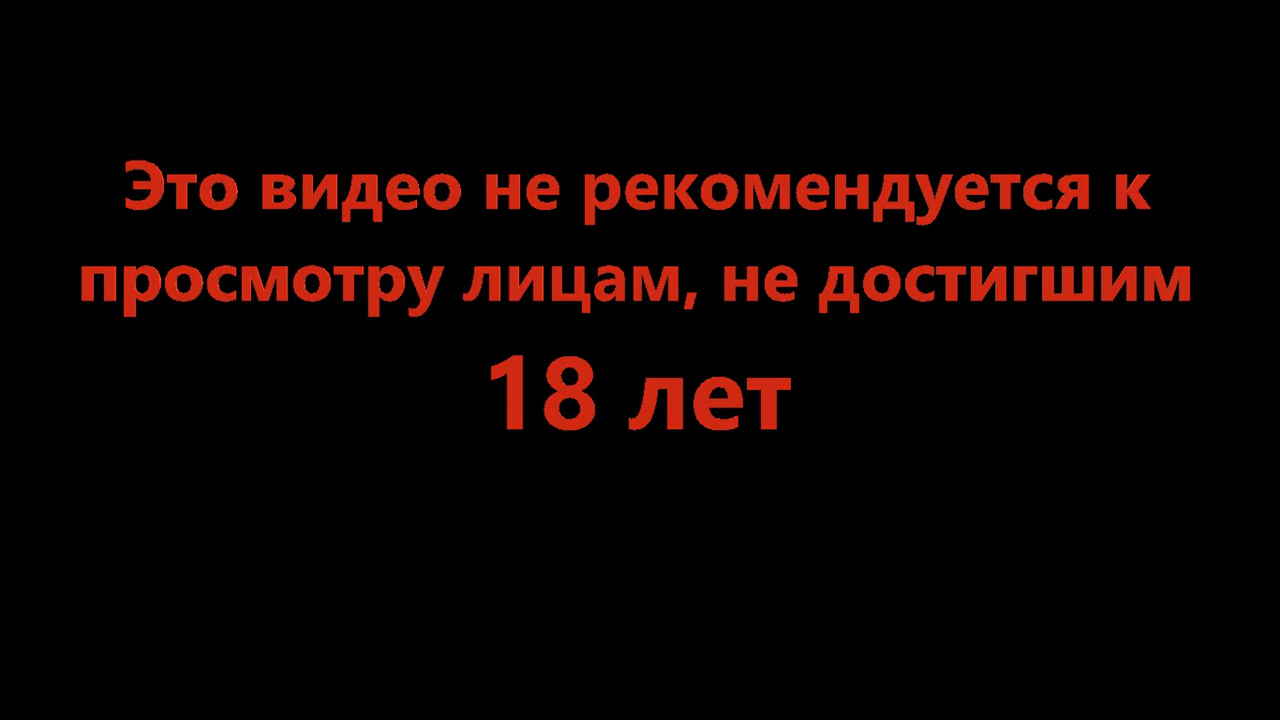 Это видео не рекомендуется к
просмотру лицам, не достигшим
18 лет